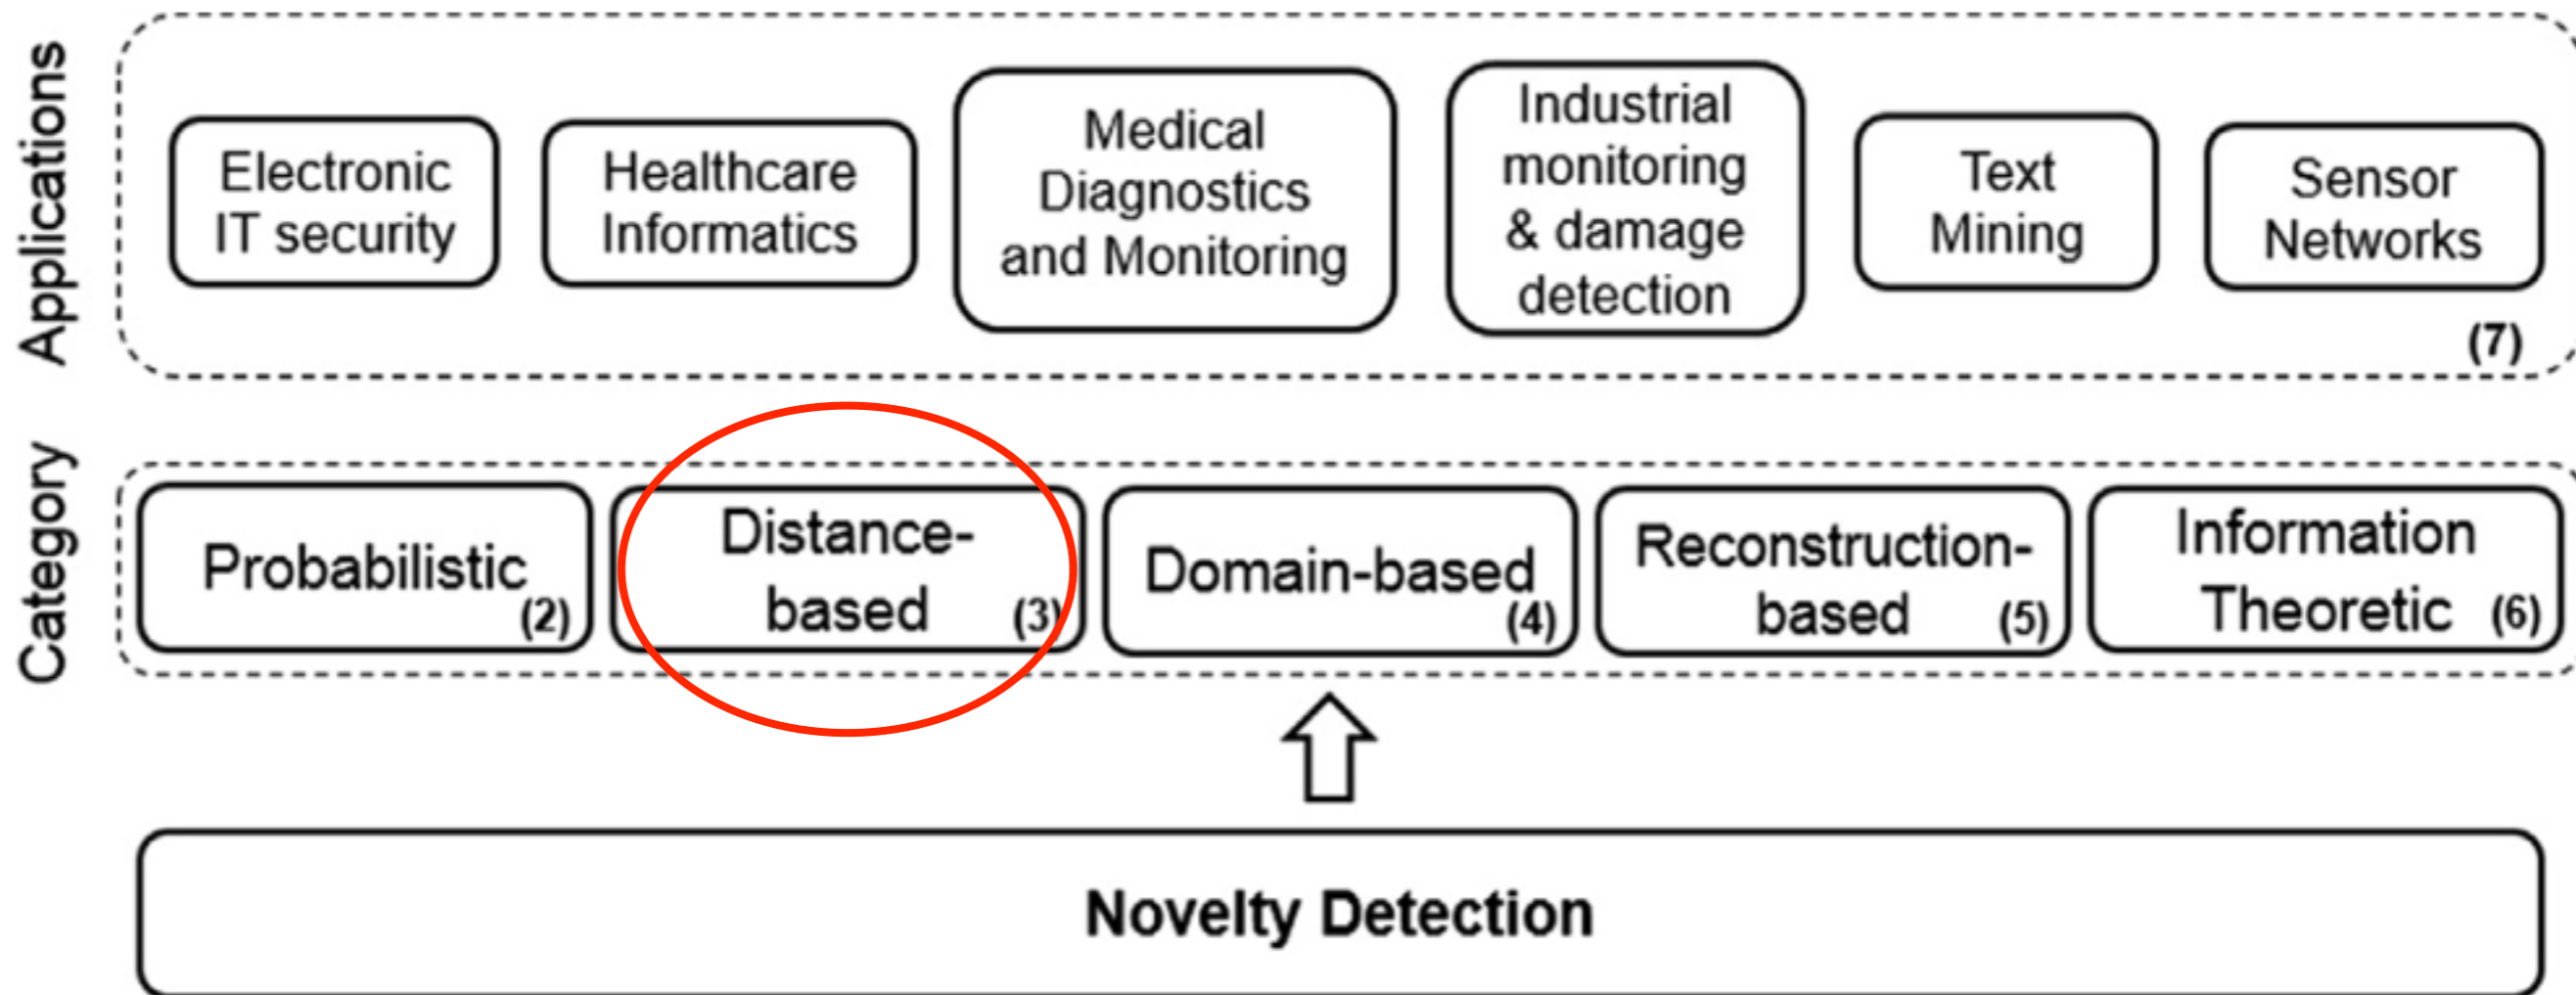 Applications
Electronic
IT security
Healthcare
Informatics
Medical
Diagnostics
and Monitoring
Industrial
monitoring
& damage
detection
Text
Mining
Sensor
Networks
(7)
Category
Probabilistic
(2)
Distance-
based (3)
Domain-based
(4)
Reconstruction-
based (5)
Information
Theoretic (6)
Novelty Detection